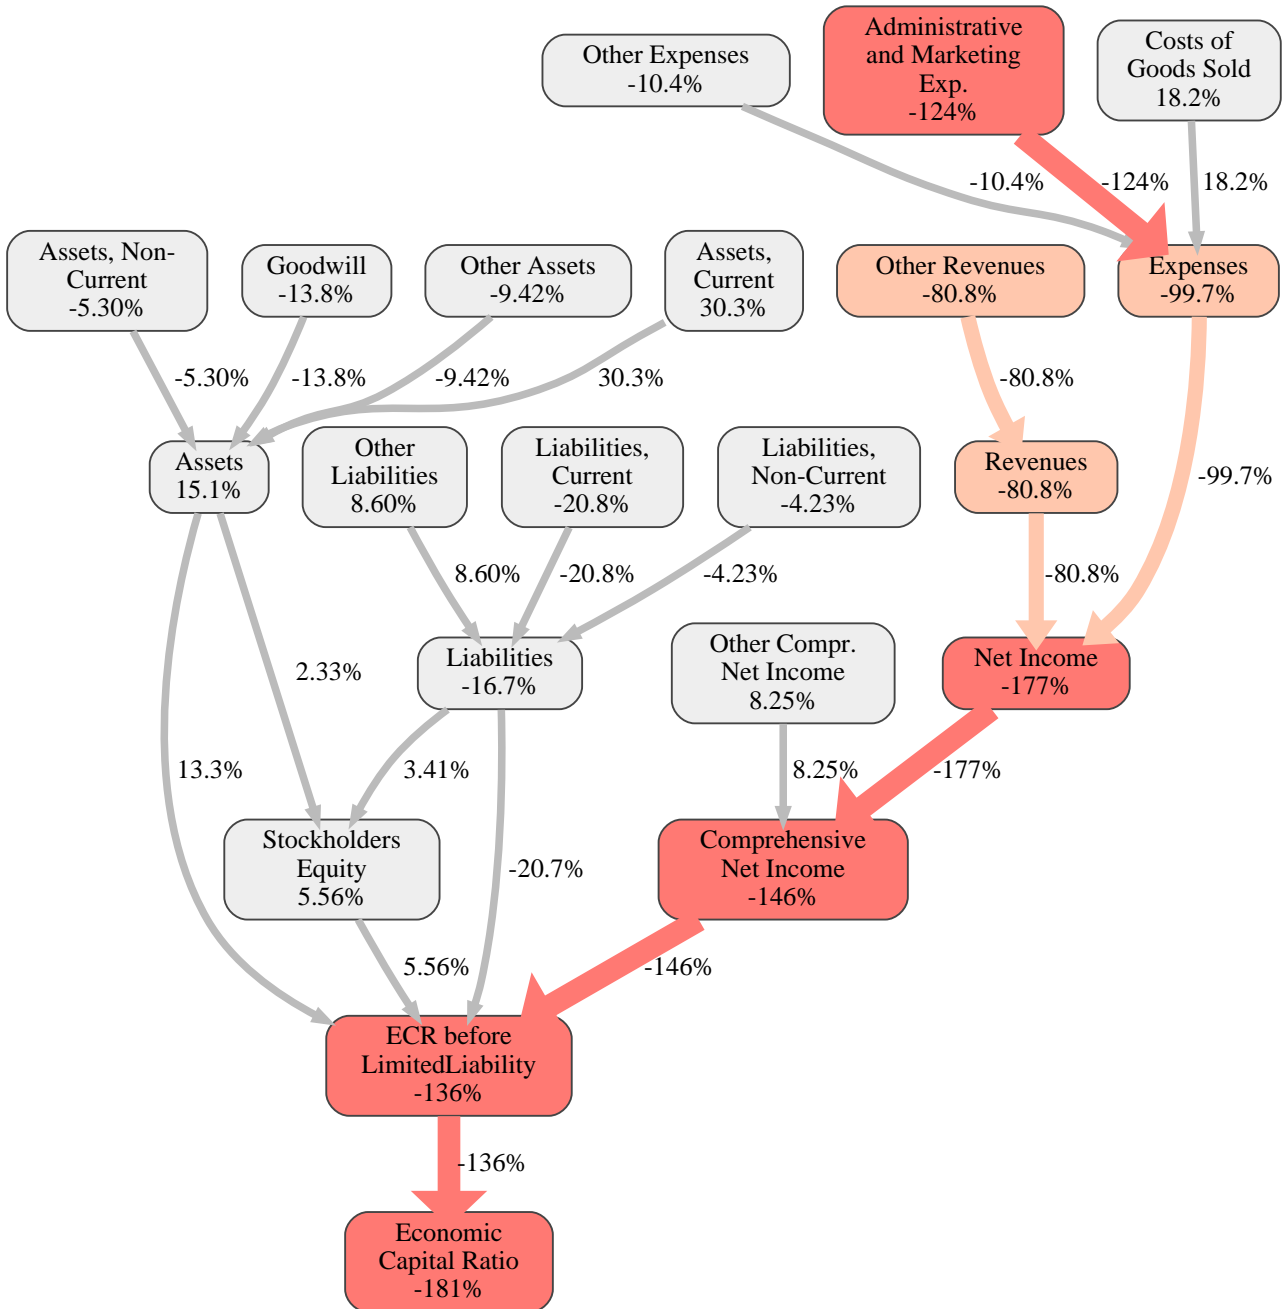 Other Expenses
-10.4%
Administrative
and Marketing
Exp.
-124%
Costs of
Goods Sold
18.2%
-10.4%
-124%
18.2%
Assets, Non-
Current
-5.30%
Goodwill
-13.8%
Other Assets
-9.42%
Assets,
Current
30.3%
Other Revenues
-80.8%
Expenses
-99.7%
-5.30%
-13.8%
-9.42%
30.3%
-80.8%
-99.7%
Assets
15.1%
Other
Liabilities
8.60%
Liabilities,
Current
-20.8%
Liabilities,
Non-Current
-4.23%
Revenues
-80.8%
8.60%
-20.8%
-4.23%
-80.8%
2.33%
Liabilities
-16.7%
Other Compr.
Net Income
8.25%
Net Income
-177%
13.3%
3.41%
8.25%
-177%
Stockholders
Equity
5.56%
-20.7%
Comprehensive
Net Income
-146%
5.56%
-146%
ECR before
LimitedLiability
-136%
-136%
Economic
Capital Ratio
-181%